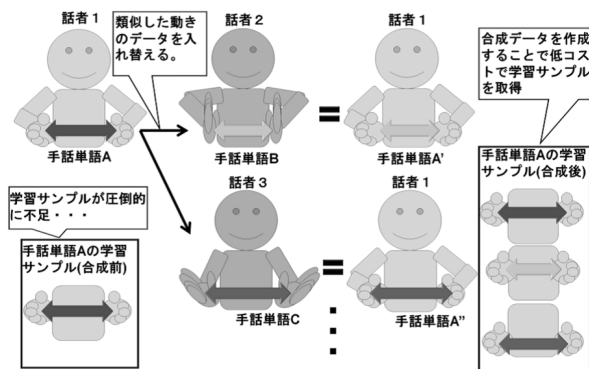 話者1
類似した動き
のデータを入
れ替える。
話者2
話者1
合成データを作成
することで低コス
トで学習サンプル
を取得
=
手話単語A
手話単語B
手話単語A'
学習サンプルが圧倒的
に不足・・・
手話単語Aの学習
サンプル(合成前)
話者3
話者1
=
手話単語C
手話単語A"
手話単語Aの学習
サンプル(合成後)